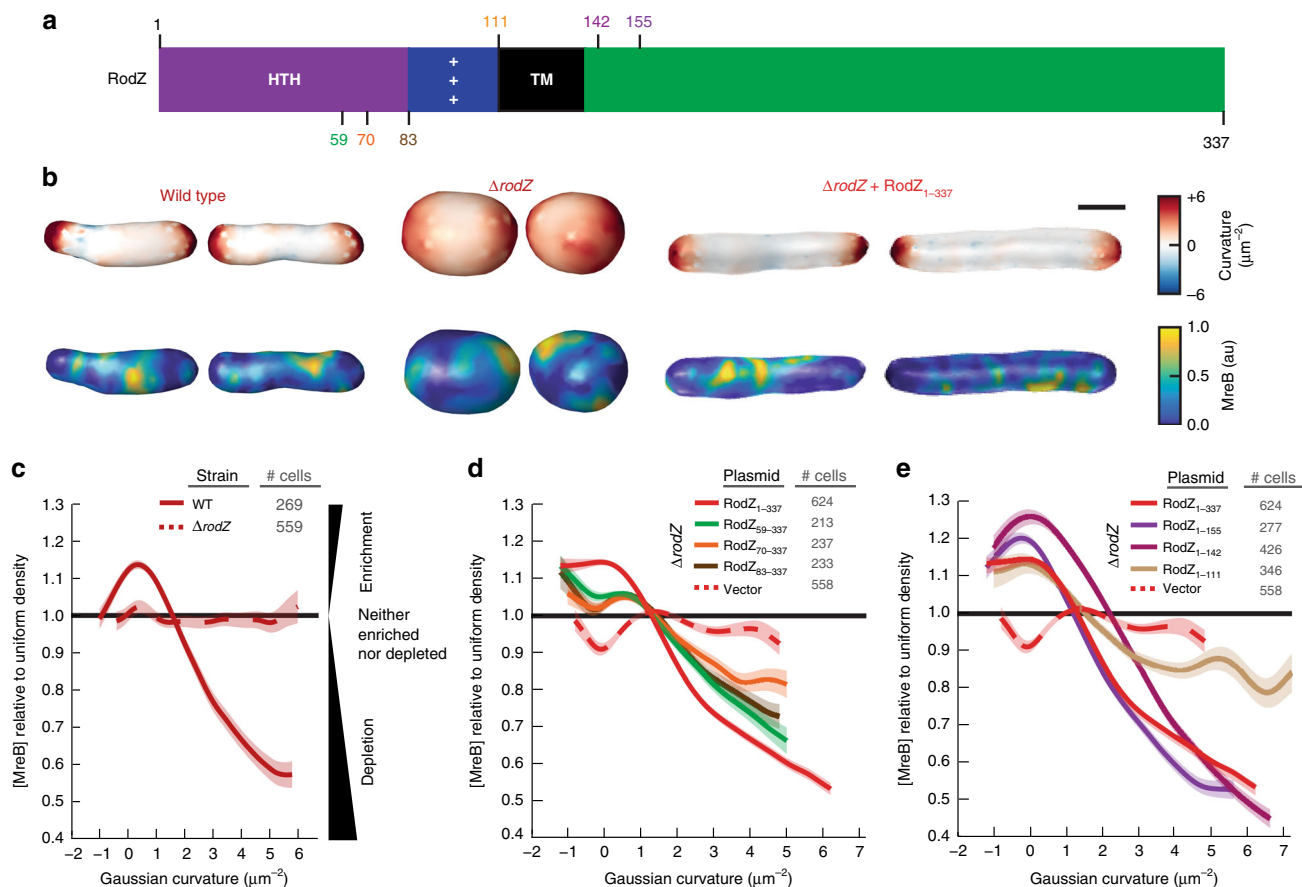 a
1
111
142
155
RodZ
HTH
+
+
+
TM
59
70
83
337
b
Wild type
ΔrodZ
ΔrodZ + RodZ1–337
+6
0
–6
Curvature
(μm–2)
1.0
0.5
0.0
MreB (au)
c
Strain # cells
WT 269
ΔrodZ 559
[MreB] relative to uniform density
1.3
1.2
1.1
1.0
0.9
0.8
0.7
0.6
0.5
0.4
–2 –1 0 1 2 3 4 5 6
Gaussian curvature (μm–2)
Enrichment
Neither
enriched
nor depleted
Depletion
d
Plasmid # cells
ΔrodZ
RodZ1–337 624
RodZ59–337 213
RodZ70–337 237
RodZ83–337 233
Vector 558
[MreB] relative to uniform density
1.3
1.2
1.1
1.0
0.9
0.8
0.7
0.6
0.5
0.4
–2 –1 0 1 2 3 4 5 6 7
Gaussian curvature (μm–2)
e
Plasmid # cells
ΔrodZ
RodZ1–337 624
RodZ1–155 277
RodZ1–142 426
RodZ1–111 346
Vector 558
[MreB] relative to uniform density
1.3
1.2
1.1
1.0
0.9
0.8
0.7
0.6
0.5
0.4
–2 –1 0 1 2 3 4 5 6 7
Gaussian curvature (μm–2)